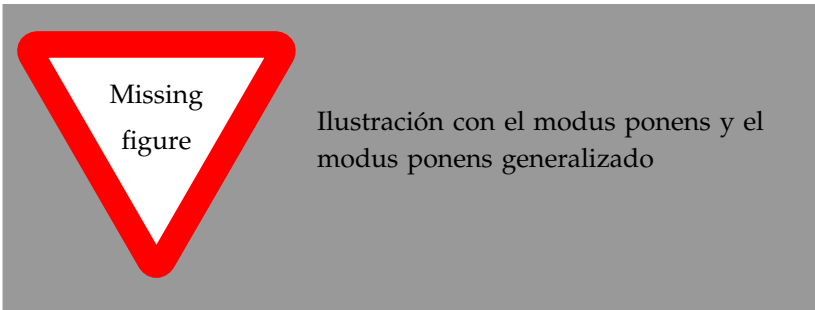 Missing
figure
Ilustración con el modus ponens y el
modus ponens generalizado